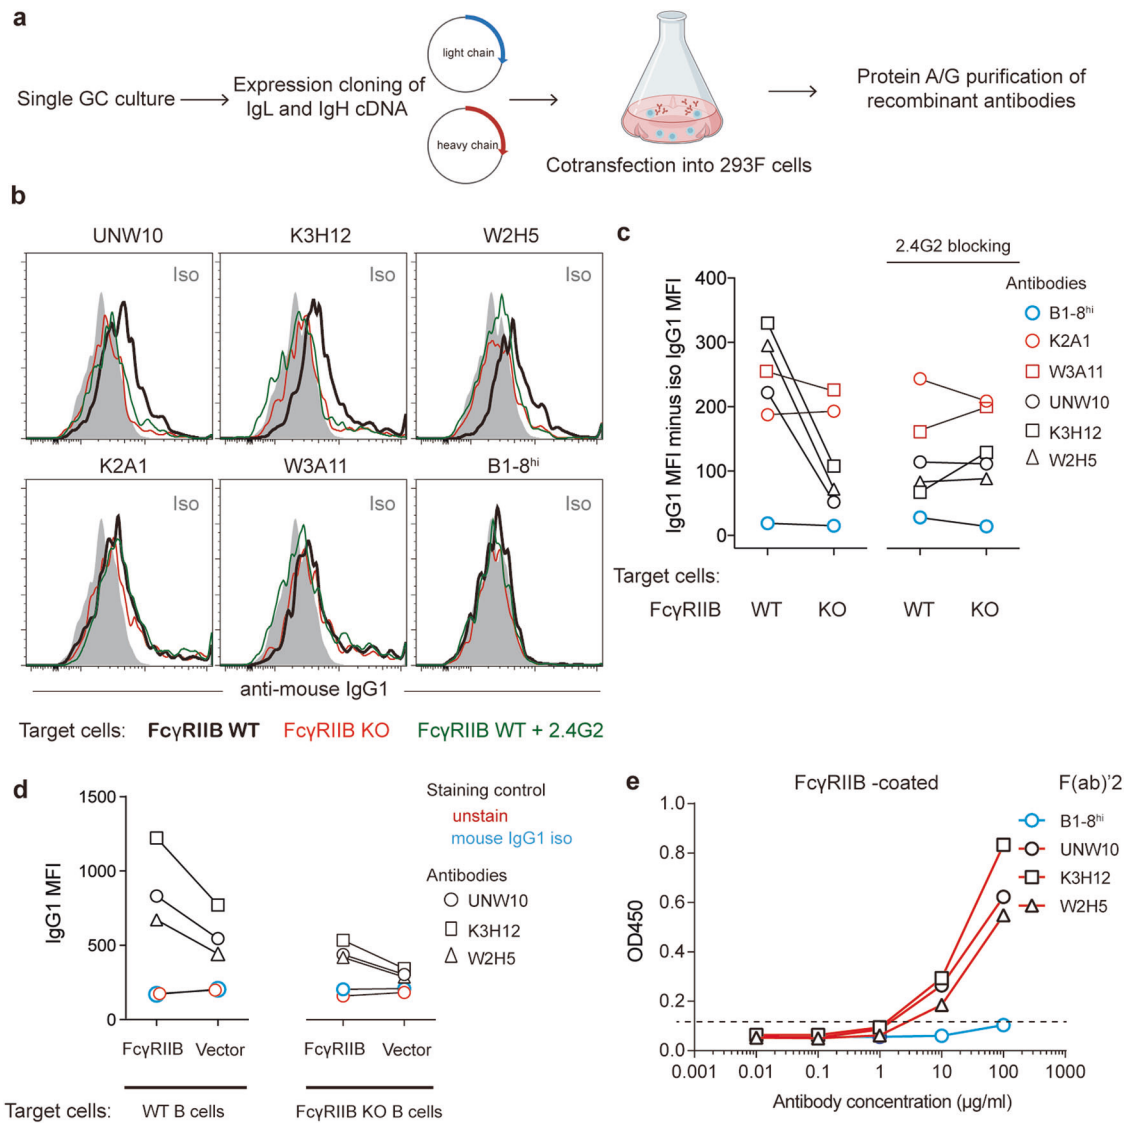 a
Single GC culture
Expression cloning of
IgL and IgH cDNA
light chain
heavy chain
Cotransfection into 293F cells
Protein A/G purification of
recombinant antibodies
b
UNW10
K3H12
W2H5
Iso
Iso
Iso
K2A1
W3A11
B1-8hi
Iso
Iso
Iso
anti-mouse IgG1
Target cells: FcγRIIB WT FcγRIIB KO FcγRIIB WT + 2.4G2
c
2.4G2 blocking
IgG1 MFI minus iso IgG1 MFI
400
300
200
100
0
Antibodies
B1-8hi
K2A1
W3A11
UNW10
K3H12
W2H5
Target cells:
FcγRIIB WT KO WT KO
d
IgG1 MFI
1500
1000
500
0
Staining control
unstain
mouse IgG1 iso
Antibodies
UNW10
K3H12
W2H5
FcγRIIB Vector FcγRIIB Vector
Target cells: WT B cells FcγRIIB KO B cells
e
FcγRIIB -coated
F(ab)'2
B1-8hi
UNW10
K3H12
W2H5
OD450
1.0
0.8
0.6
0.4
0.2
0.0
0.001 0.01 0.1 1 10 100 1000
Antibody concentration (µg/ml)